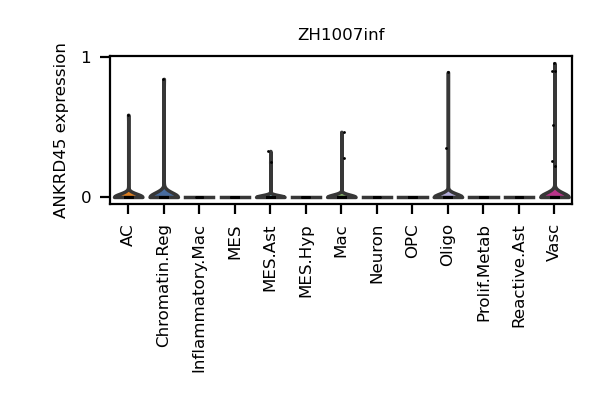 ZH1007inf
ANKRD45 expression
1
0
AC
Chromatin.Reg
Inflammatory.Mac
MES
MES.Ast
MES.Hyp
Mac
Neuron
OPC
Oligo
Prolif.Metab
Reactive.Ast
Vasc